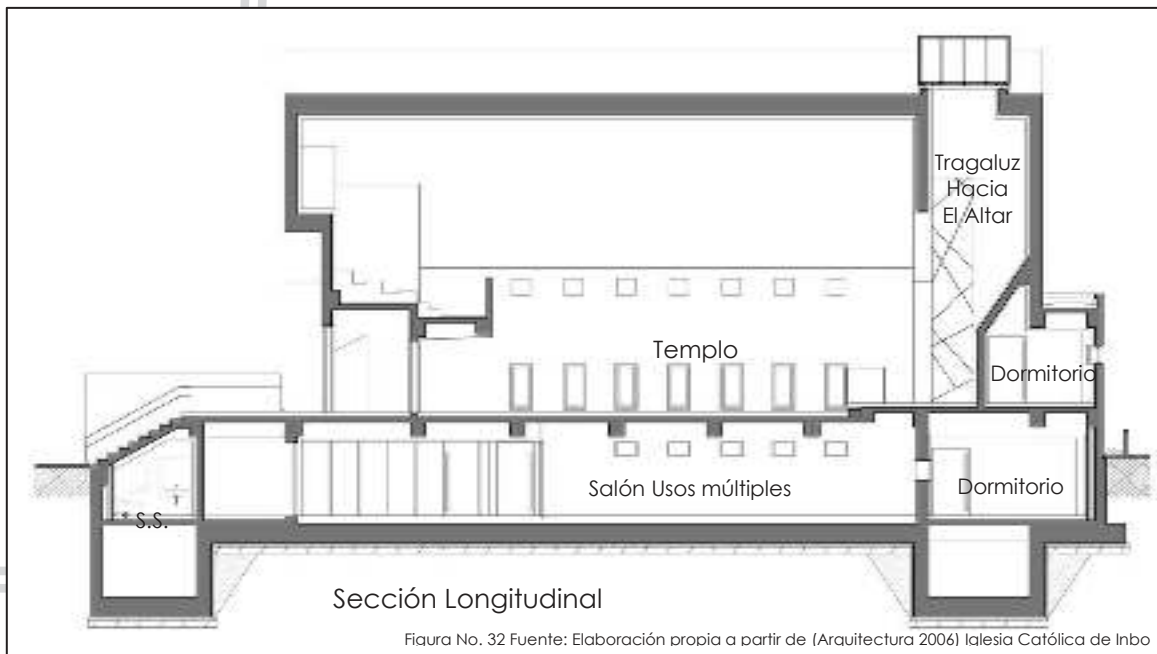 Tragaluz
Hacia
El Altar
Templo
Dormitorio
Salón Usos múltiples
Dormitorio
S.S.
Sección Longitudinal
Figura No. 32 Fuente: Elaboración propia a partir de (Arquitectura 2006) Iglesia Católica de Inbo